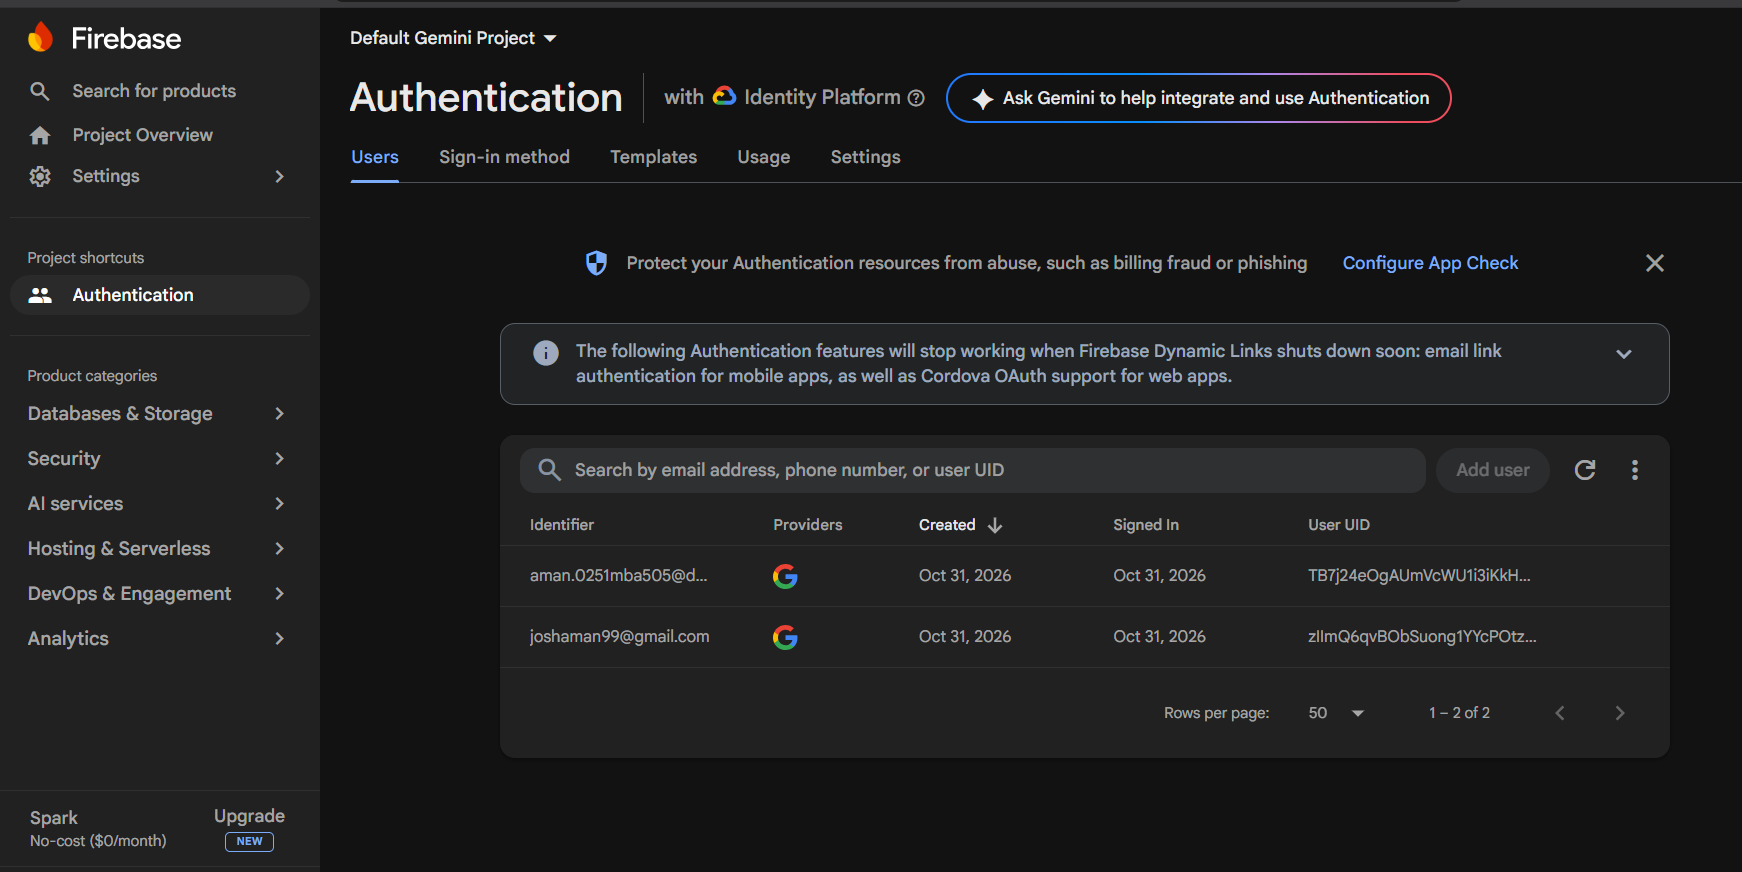 Firebase
Search for products
Project Overview
Settings
Project shortcuts
Authentication
Product categories
Databases & Storage
Security
AI services
Hosting & Serverless
DevOps & Engagement
Analytics
Spark
No-cost ($0/month)
Upgrade
NEW
Default Gemini Project
Authentication with Identity Platform
Ask Gemini to help integrate and use Authentication
Users Sign-in method Templates Usage Settings
Protect your Authentication resources from abuse, such as billing fraud or phishing Configure App Check
The following Authentication features will stop working when Firebase Dynamic Links shuts down soon: email link
authentication for mobile apps, as well as Cordova OAuth support for web apps.
Search by email address, phone number, or user UID Add user
Identifier Providers Created Signed In User UID
aman.0251mba505@d... Oct 31, 2026 Oct 31, 2026 TB7j24eOgAUmVcWU1i3iKkH...
joshaman99@gmail.com Oct 31, 2026 Oct 31, 2026 zIlmQ6qvBObSuong1YYcPOtz...
Rows per page: 50 1 – 2 of 2